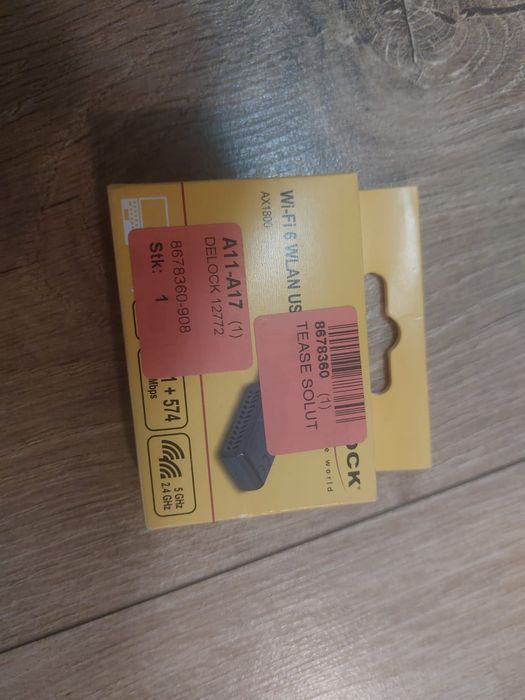 OCK®
e world
8678360 (1)
TEASE SOLUT
Wi-Fi 6 WLAN US
AX1800
A11-A17 (1)
DELOCK 12772
8678360-908
Stk: 1
1 + 574
Mbps
5 GHz
2.4 GHz